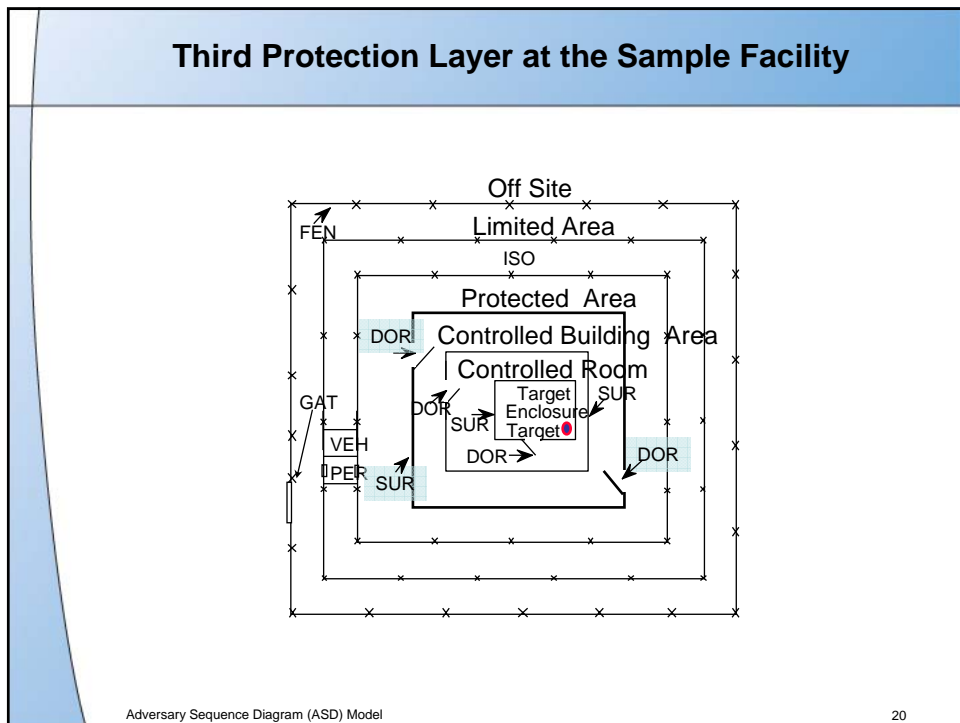 Third Protection Layer at the Sample Facility
Off Site
FEN
Limited Area
ISO
Protected Area
DOR
Controlled Building Area
Controlled Room
GAT
Target
SUR
DOR
Enclosure
SUR
Target
VEH
DOR
DOR
PER
SUR
Adversary Sequence Diagram (ASD) Model
20